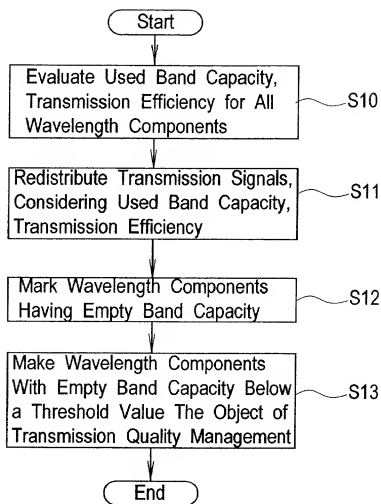 Start
Evaluate Used Band Capacity,
Transmission Efficiency for All
Wavelength Components
S10
Redistribute Transmission Signals,
Considering Used Band Capacity,
Transmission Efficiency
S11
Mark Wavelength Components
Having Empty Band Capacity
S12
Make Wavelength Components
With Empty Band Capacity Below
a Threshold Value The Object of
Transmission Quality Management
S13
End